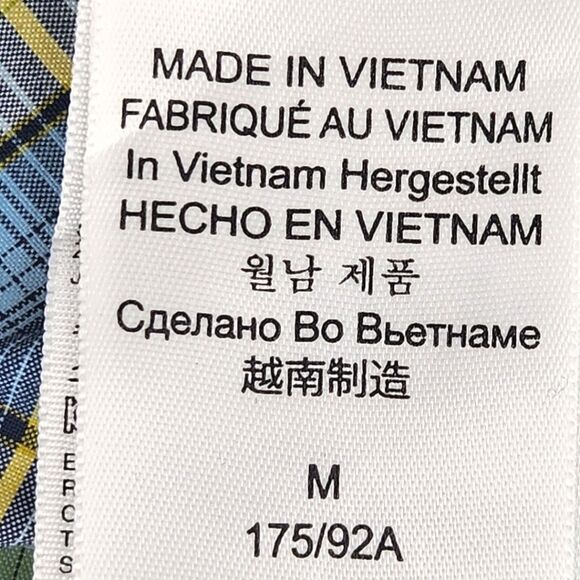 MADE IN VIETNAM
FABRIQUÉ AU VIETNAM
In Vietnam Hergestellt
HECHO EN VIETNAM
월남 제품
Сделано Во Вьетнаме
越南制造
M
175/92A